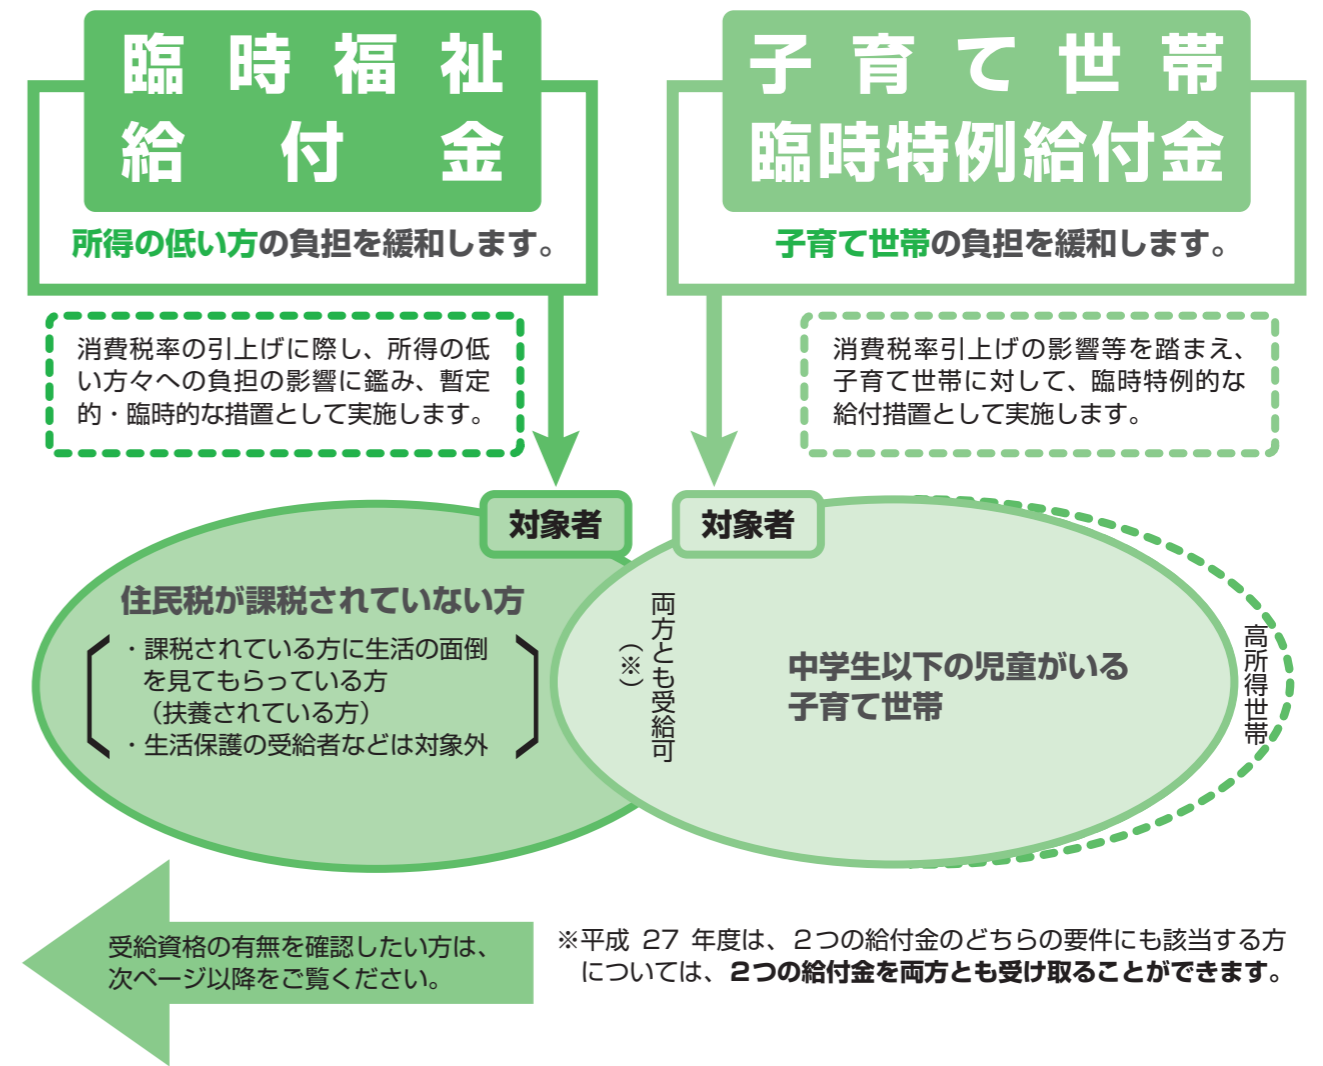 臨時福祉
給付金
所得の低い方の負担を緩和します。
消費税率の引上げに際し、所得の低
い方々への負担の影響に鑑み、暫定
的・臨時的な措置として実施します。
子育て世帯
臨時特例給付金
子育て世帯の負担を緩和します。
消費税率引上げの影響等を踏まえ、
子育て世帯に対して、臨時特例的な
給付措置として実施します。
対象者
住民税が課税されていない方
・課税されている方に生活の面倒
を見てもらっている方
（扶養されている方）
・生活保護の受給者などは対象外
両方とも受給可
（※）
対象者
中学生以下の児童がいる
子育て世帯
高所得世帯
受給資格の有無を確認したい方は、
次ページ以降をご覧ください。
※平成 27 年度は、２つの給付金のどちらの要件にも該当する方
については、２つの給付金を両方とも受け取ることができます。